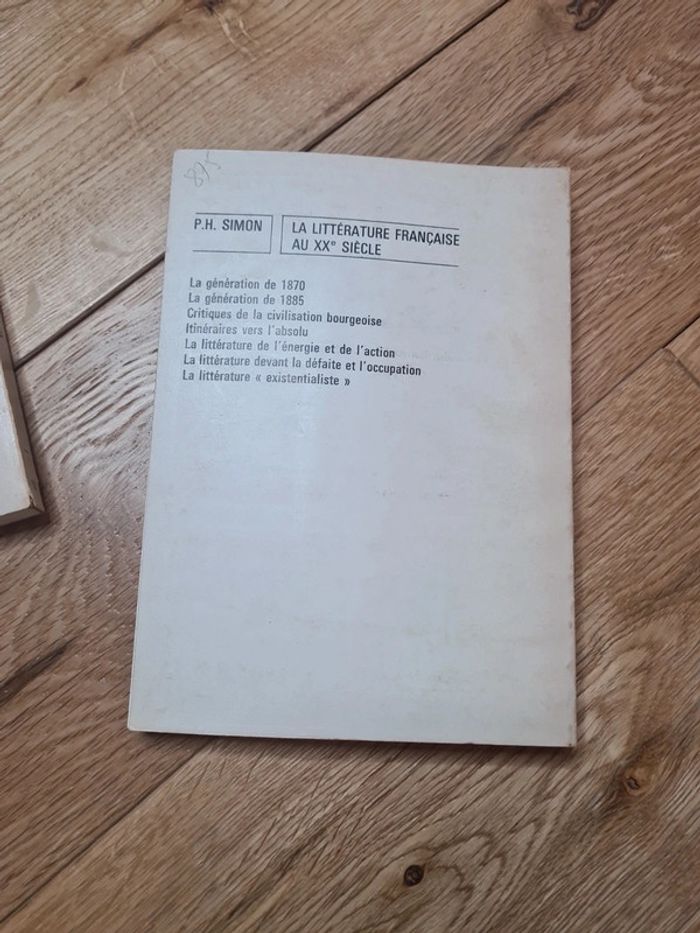 P.H. SIMON
LA LITTÉRATURE FRANÇAISE
AU XXe SIÈCLE
La génération de 1870
La génération de 1885
Critiques de la civilisation bourgeoise
Itinéraires vers l'absolu
La littérature de l'énergie et de l'action
La littérature devant la défaite et l'occupation
La littérature « existentialiste »